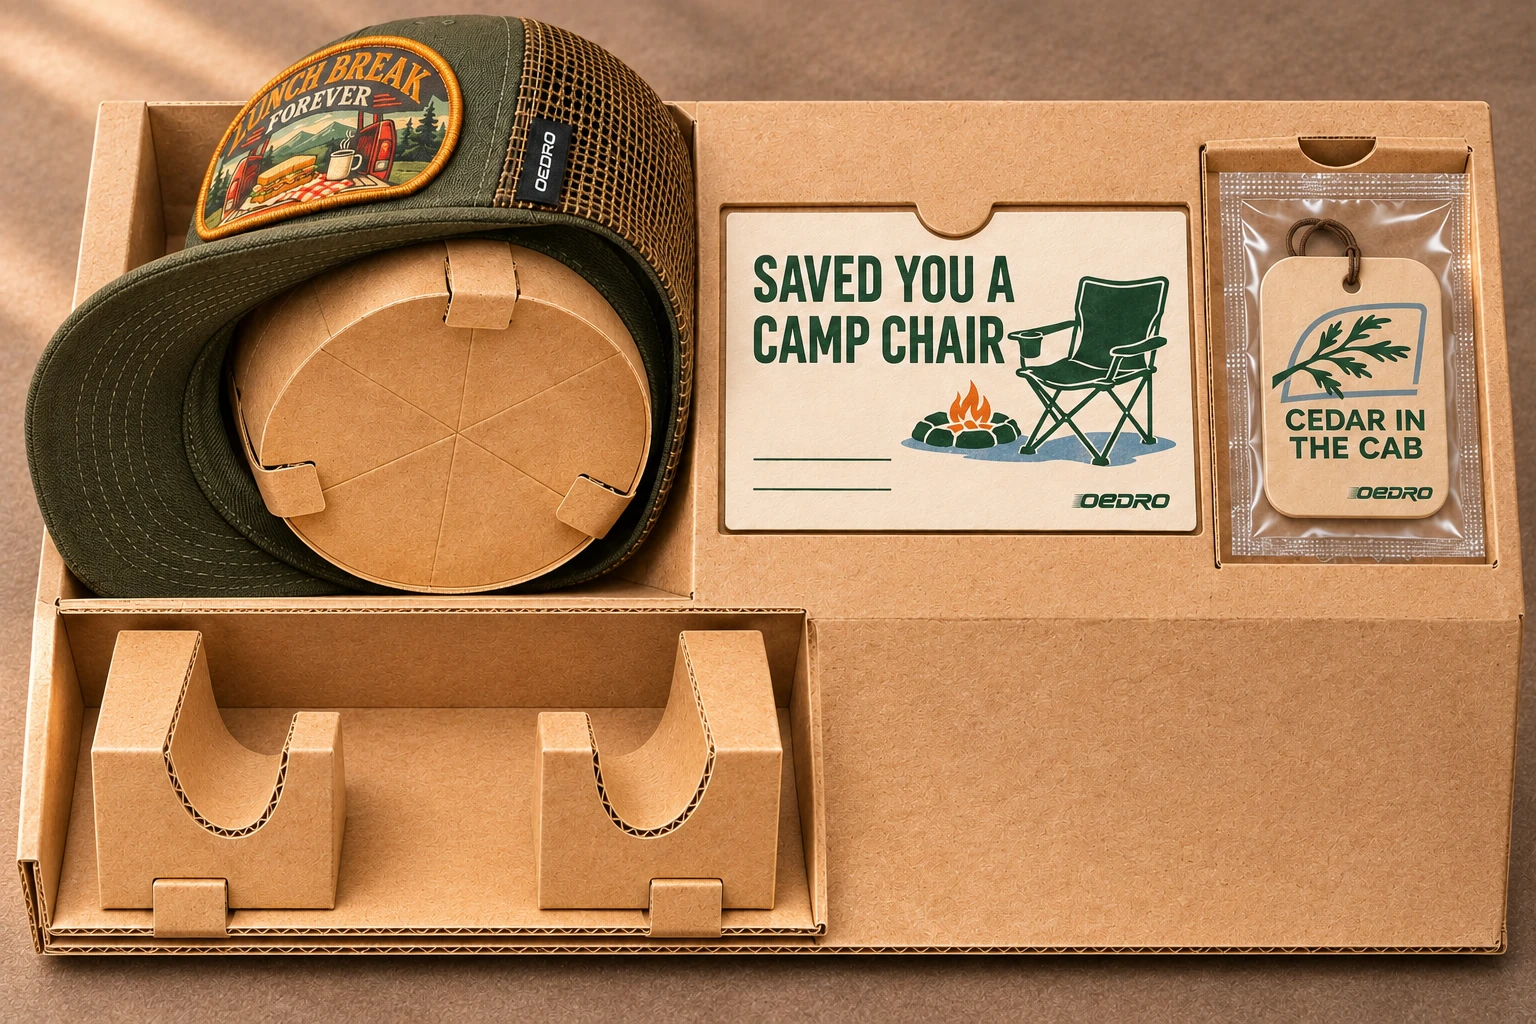 LUNCH BREAK
FOREVER
OEDRO
SAVED YOU A
CAMP CHAIR
OEDRO
CEDAR IN
THE CAB
OEDRO